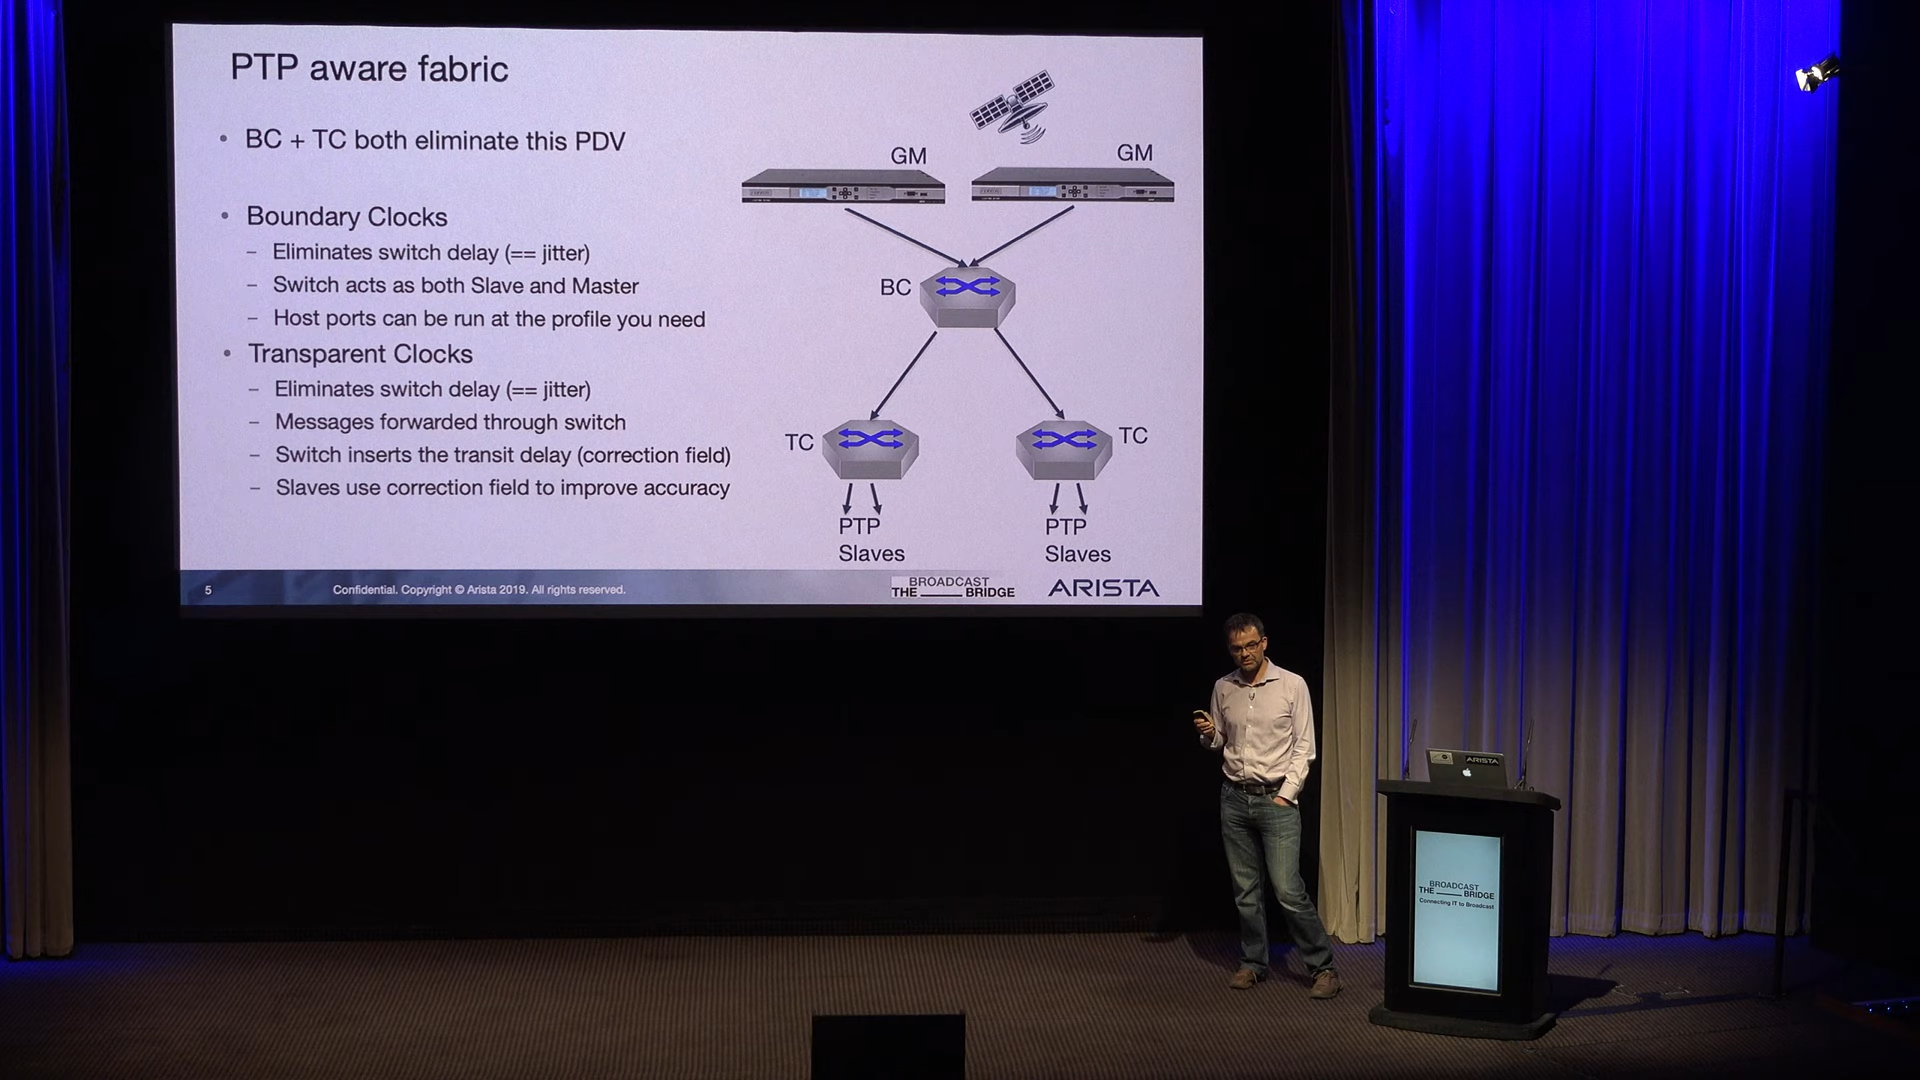 PTP aware fabric
• BC + TC both eliminate this PDV
• Boundary Clocks
– Eliminates switch delay (== jitter)
– Switch acts as both Slave and Master
– Host ports can be run at the profile you need
• Transparent Clocks
– Eliminates switch delay (== jitter)
– Messages forwarded through switch
– Switch inserts the transit delay (correction field)
– Slaves use correction field to improve accuracy
GM
GM
BC
TC
TC
PTP
Slaves
PTP
Slaves
5
Confidential. Copyright © Arista 2019. All rights reserved.
BROADCAST
THE ____ BRIDGE
ARISTA
ARISTA
BROADCAST
THE ____ BRIDGE
Connecting IT to Broadcast